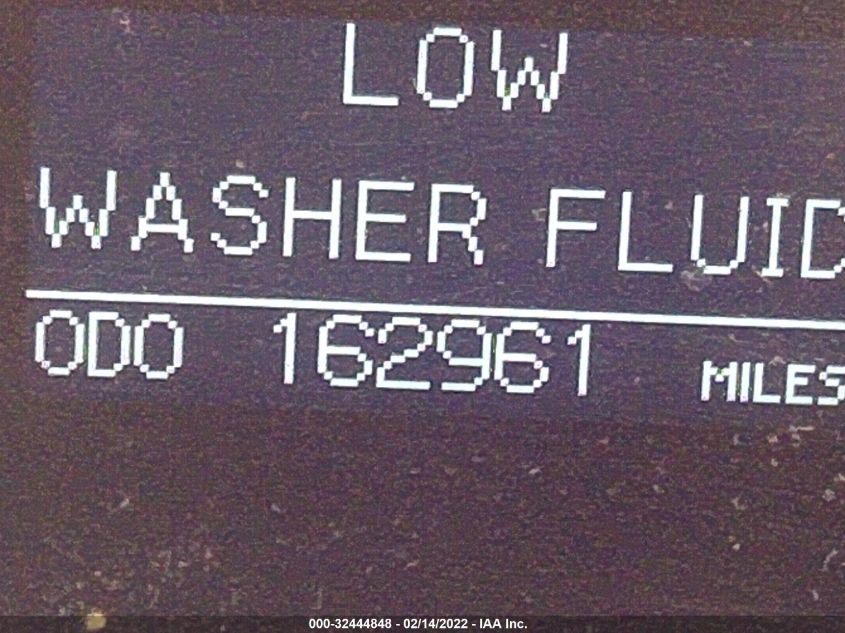 LOW
WASHER FLUID
ODO 162961 MILES
000-32444848 - 02/14/2022 - IAA Inc.